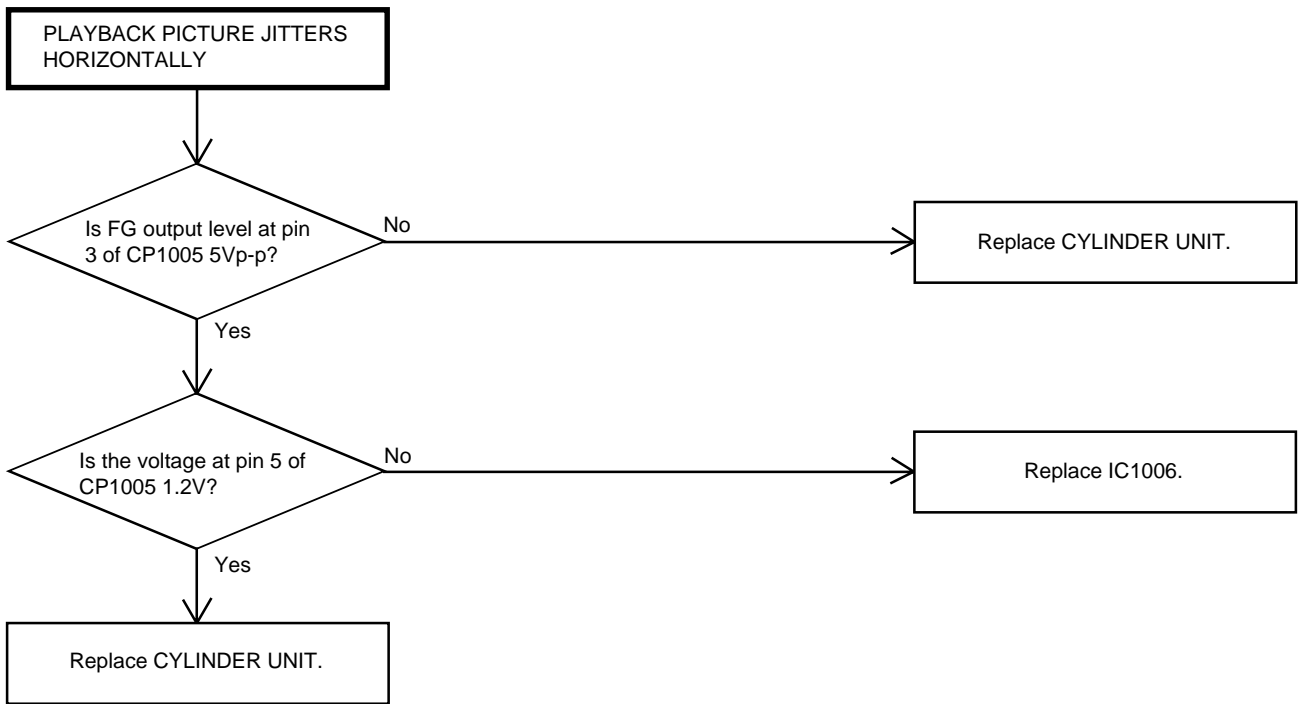 PLAYBACK PICTURE JITTERS
HORIZONTALLY
Is FG output level at pin
3 of CP1005 5Vp-p?
No
Replace CYLINDER UNIT.
Yes
Is the voltage at pin 5 of
CP1005 1.2V?
No
Replace IC1006.
Yes
Replace CYLINDER UNIT.